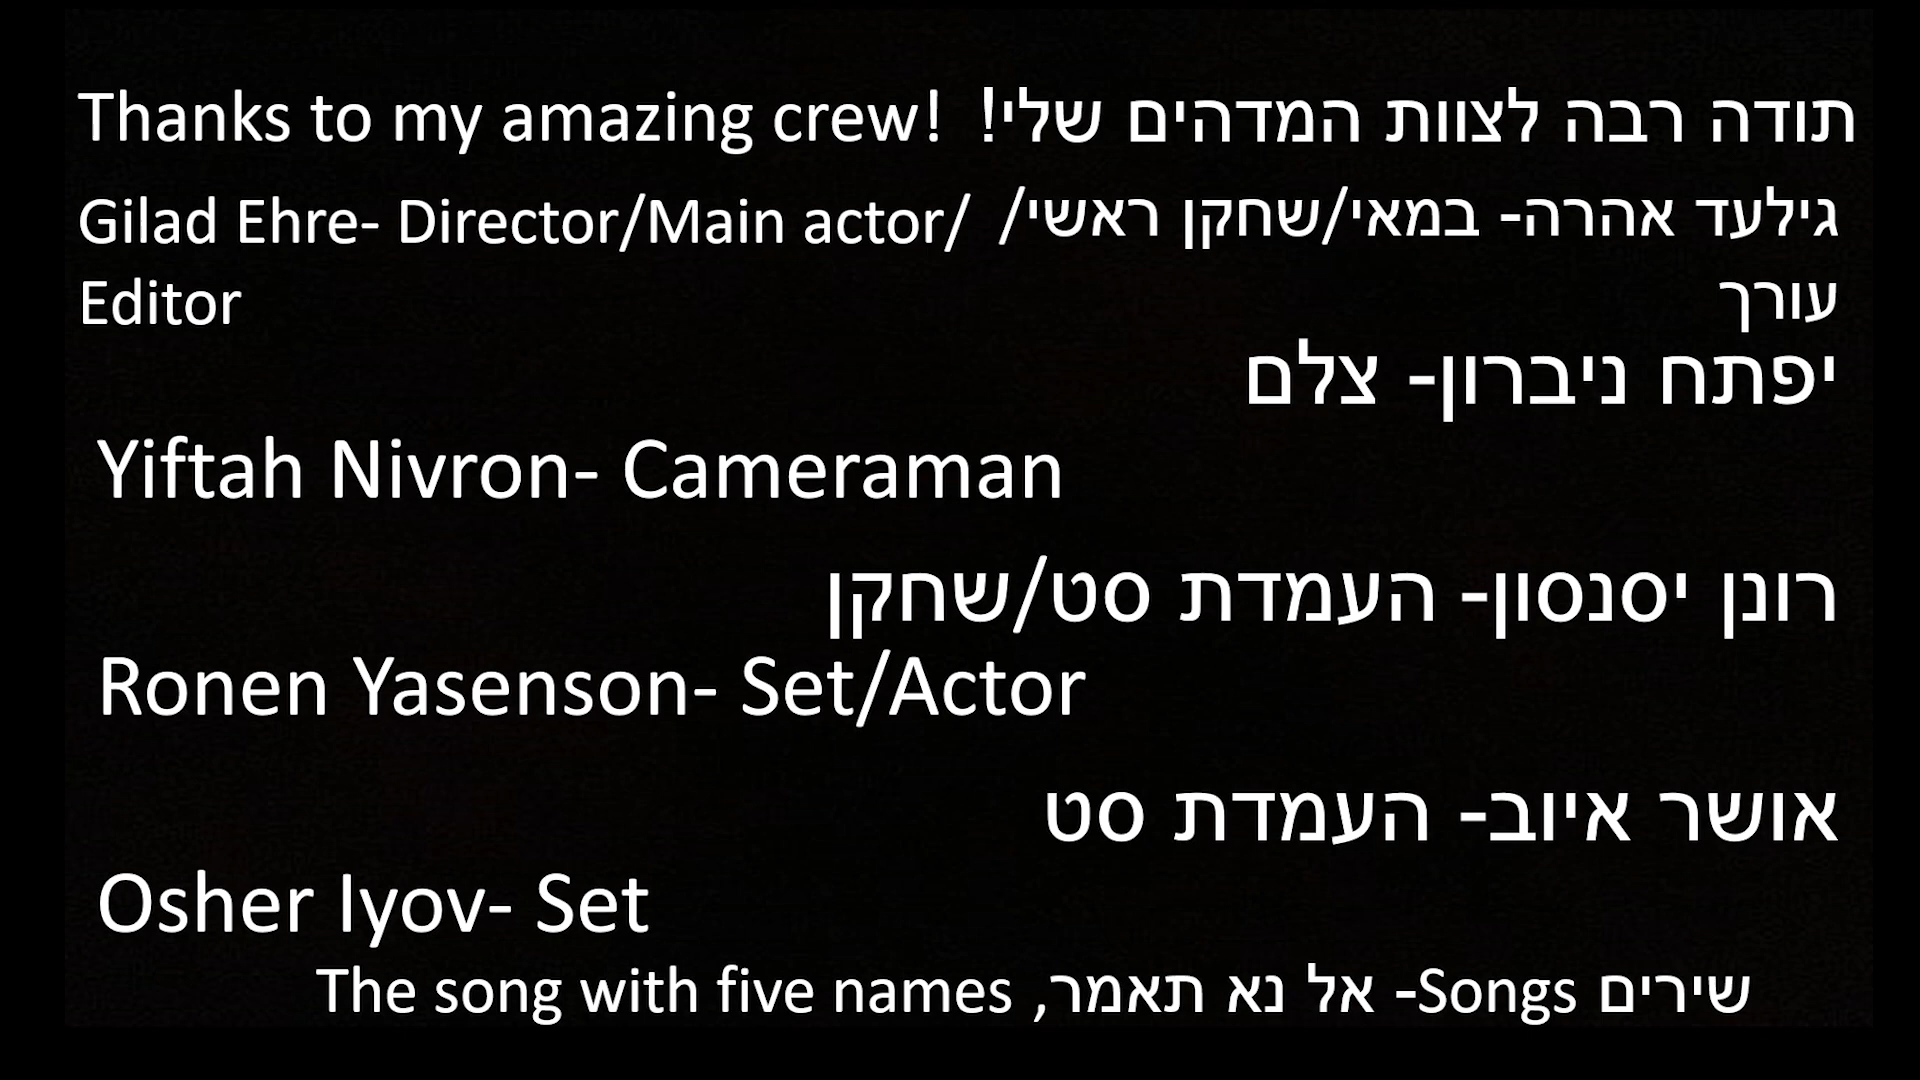 Thanks to my amazing crew! תודה רבה לצוות המדהים שלי!
Gilad Ehre- Director/Main actor/
Editor
גילעד אהרה- במאי/שחקן ראשי/
עורך
יפתח ניברון- צלם
Yiftah Nivron- Cameraman
רונן יסנסון- העמדת סט/שחקן
Ronen Yasenson- Set/Actor
אושר איוב- העמדת סט
Osher Iyov- Set
שירים Songs- אל נא תאמר, The song with five names